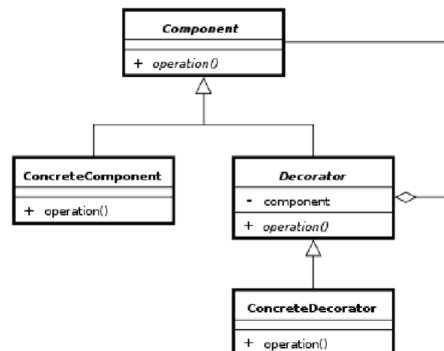 Component
+ operation()
ConcreteComponent
+ operation()
Decorator
- component
+ operation()
ConcreteDecorator
+ operation()